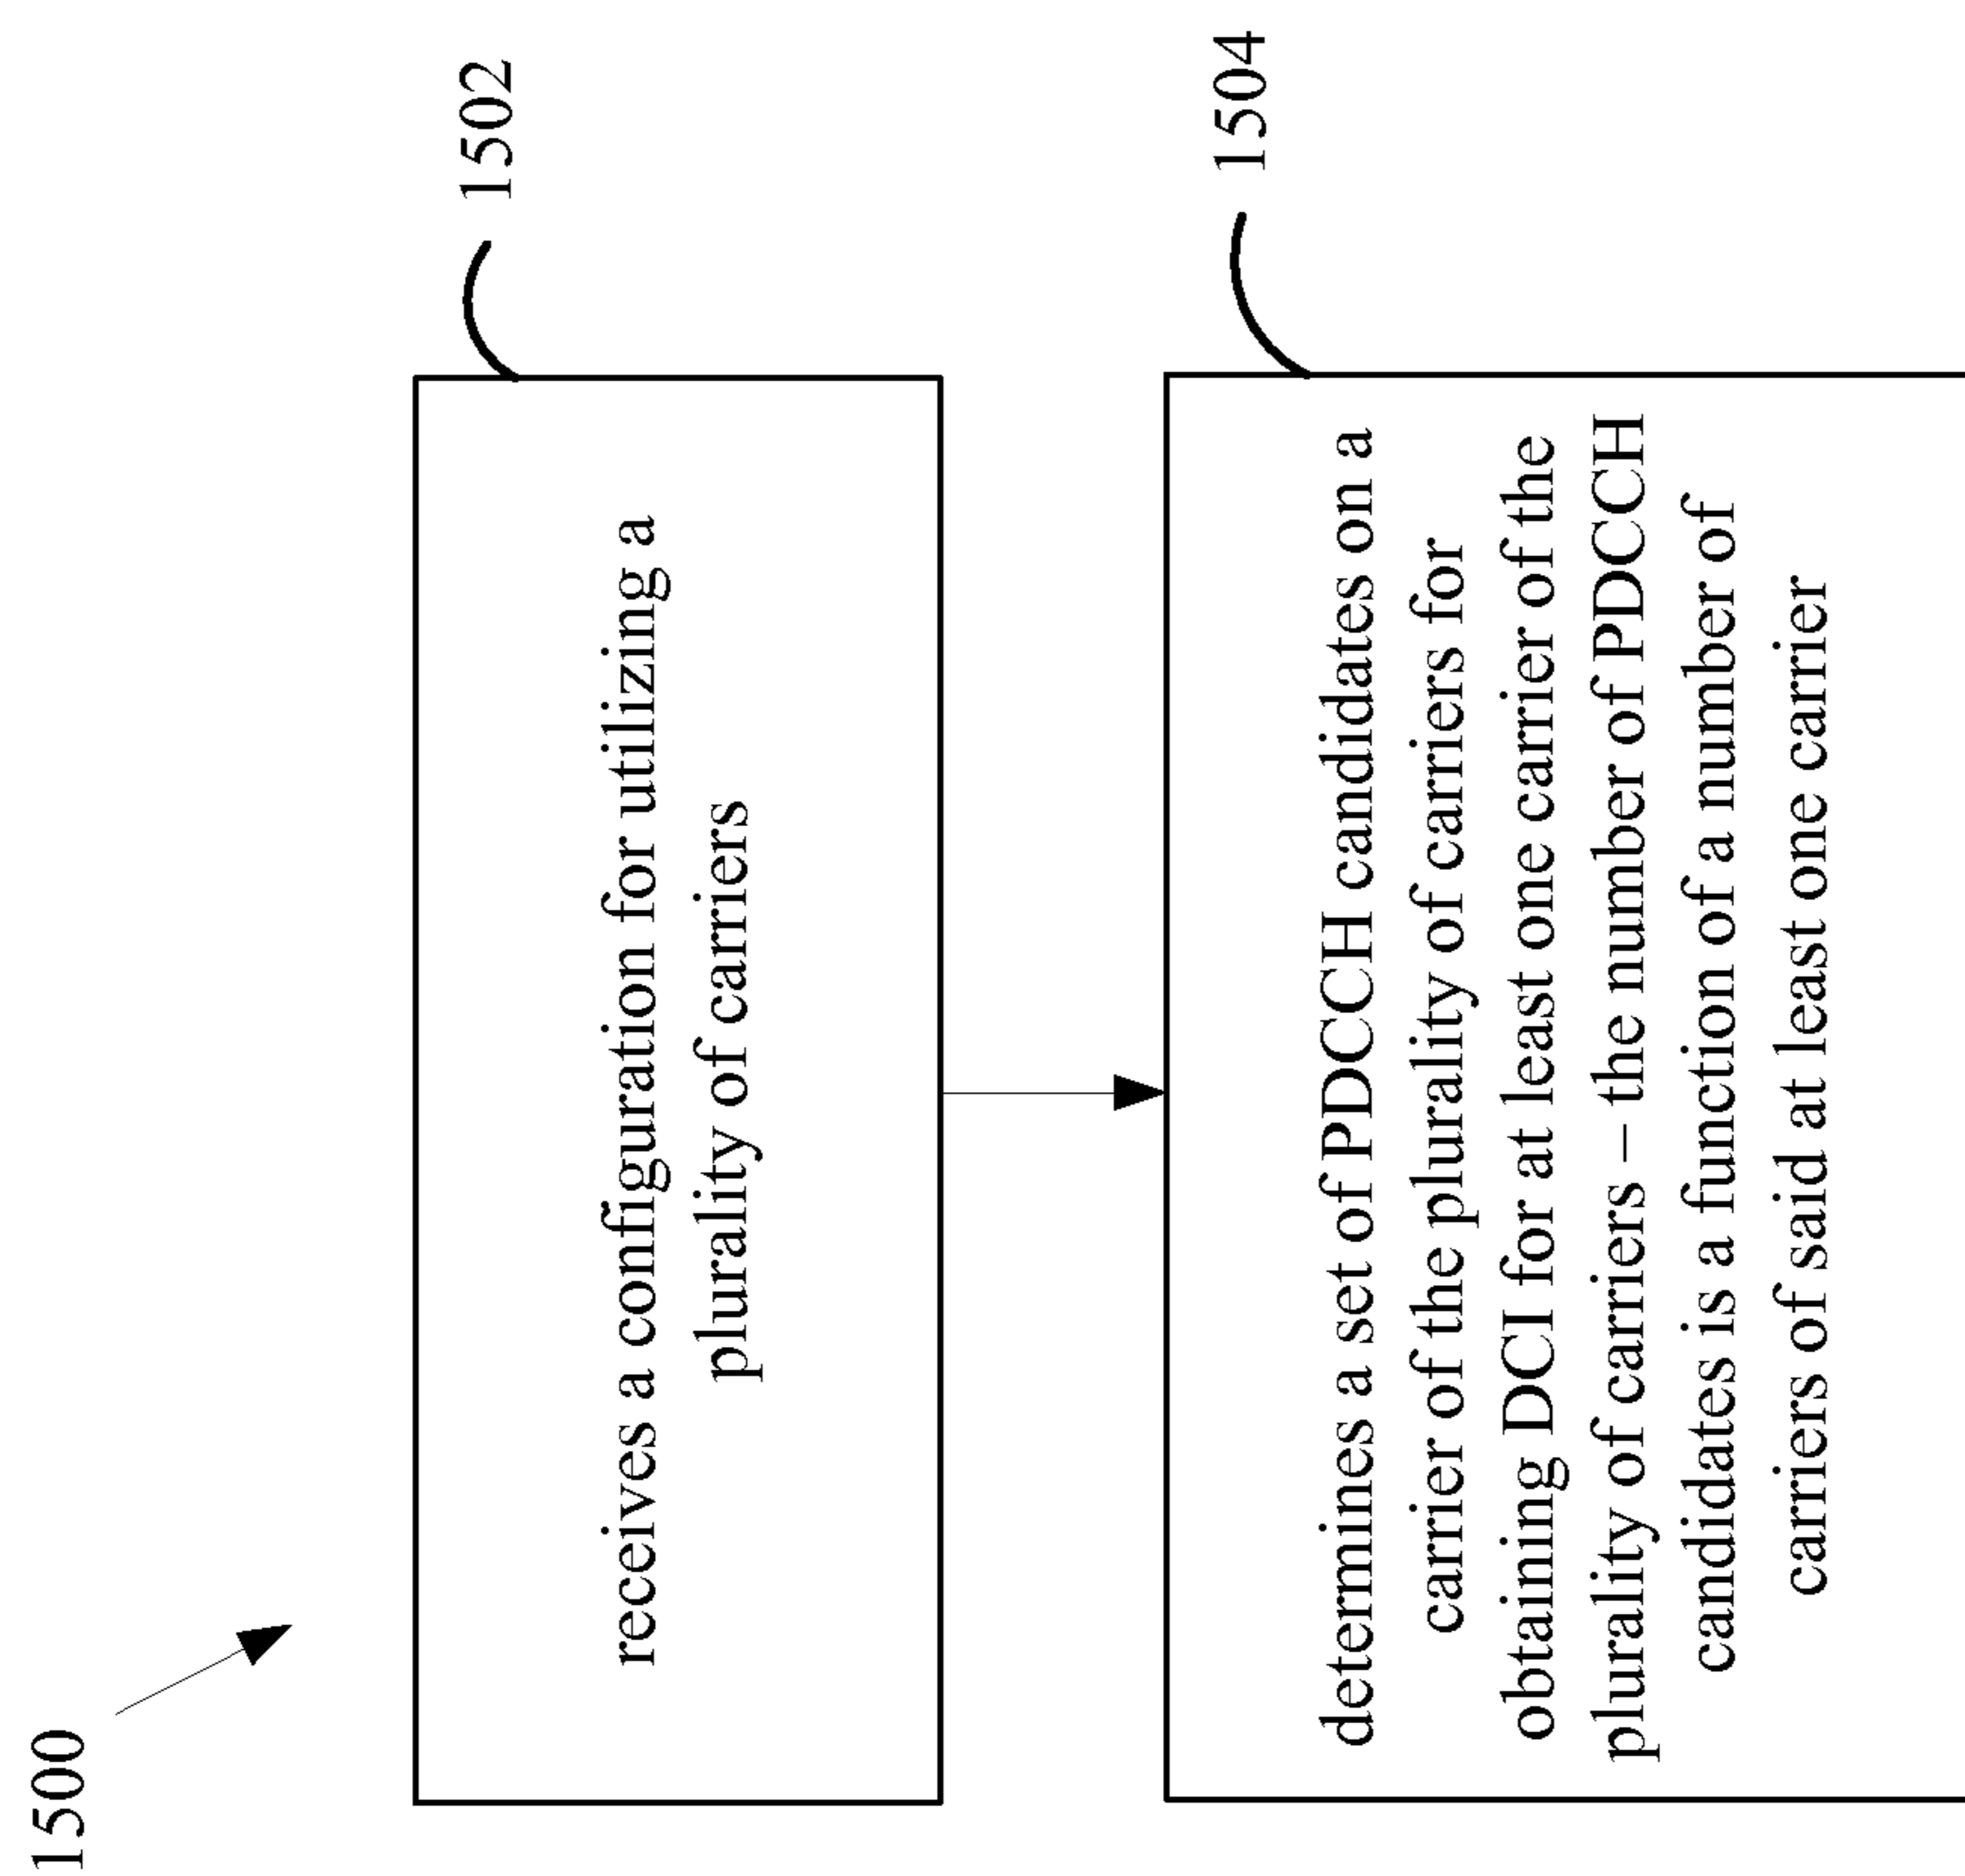 1500
1502
receives a configuration for utilizing a
plurality of carriers
1504
determines a set of PDCCH candidates on a
carrier of the plurality of carriers for
obtaining DCI for at least one carrier of the
plurality of carriers – the number of PDCCH
candidates is a function of a number of
carriers of said at least one carrier